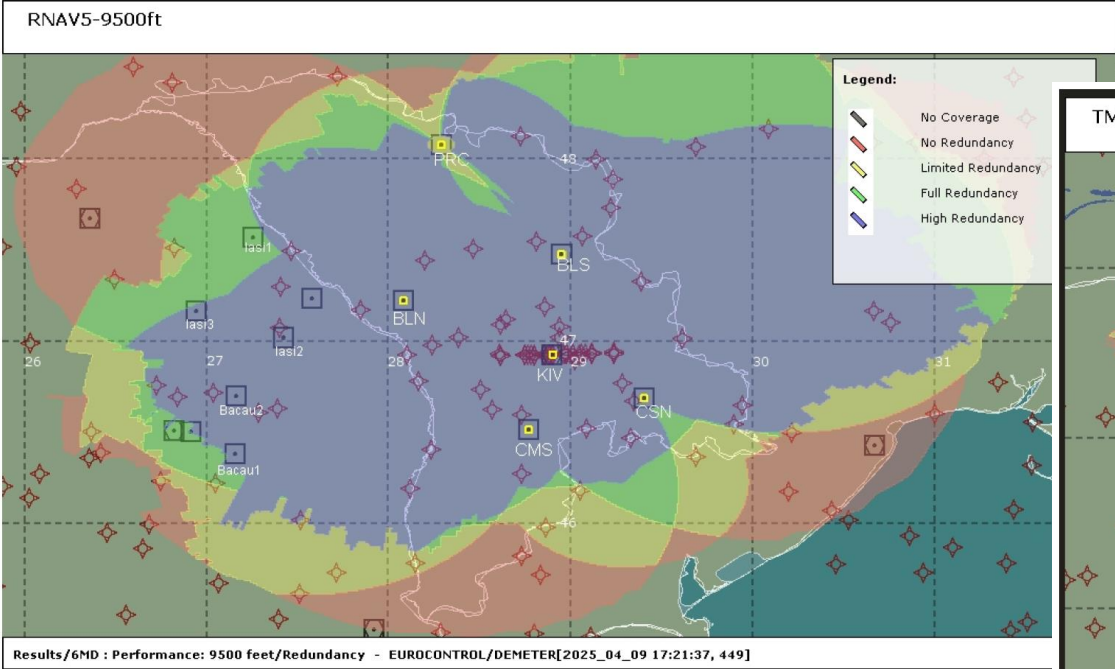 RNAV5-9500ft
Legend:
No Coverage
No Redundancy
Limited Redundancy
Full Redundancy
High Redundancy
TM
PRC
48
Iasi1
BLS
Iasi3
BLN
Iasi2
47
26
27
28
29
30
31
KIV
Bacau2
CSN
CMS
Bacau1
46
Results/6MD : Performance: 9500 feet/Redundancy - EUROCONTROL/DEMETER[2025_04_09 17:21:37, 449]